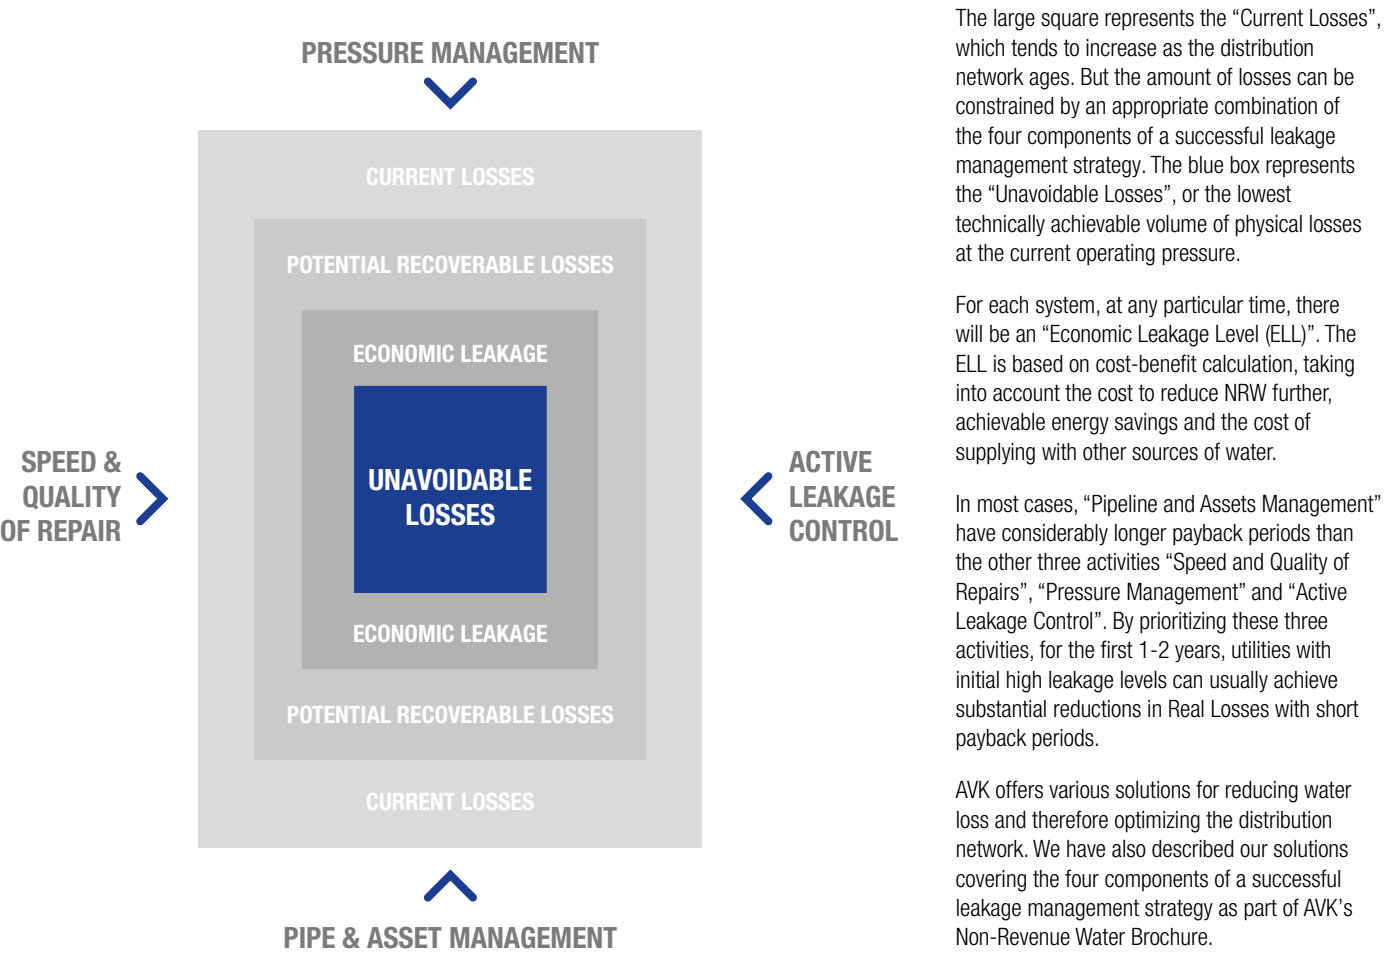 PRESSURE MANAGEMENT
CURRENT LOSSES
POTENTIAL RECOVERABLE LOSSES
ECONOMIC LEAKAGE
SPEED &
QUALITY
OF REPAIR
UNAVOIDABLE
LOSSES
ACTIVE
LEAKAGE
CONTROL
ECONOMIC LEAKAGE
POTENTIAL RECOVERABLE LOSSES
CURRENT LOSSES
PIPE & ASSET MANAGEMENT
The large square represents the “Current Losses”,
which tends to increase as the distribution
network ages. But the amount of losses can be
constrained by an appropriate combination of
the four components of a successful leakage
management strategy. The blue box represents
the “Unavoidable Losses”, or the lowest
technically achievable volume of physical losses
at the current operating pressure.
For each system, at any particular time, there
will be an “Economic Leakage Level (ELL)”. The
ELL is based on cost-benefit calculation, taking
into account the cost to reduce NRW further,
achievable energy savings and the cost of
supplying with other sources of water.
In most cases, “Pipeline and Assets Management”
have considerably longer payback periods than
the other three activities “Speed and Quality of
Repairs”, “Pressure Management” and “Active
Leakage Control”. By prioritizing these three
activities, for the first 1-2 years, utilities with
initial high leakage levels can usually achieve
substantial reductions in Real Losses with short
payback periods.
AVK offers various solutions for reducing water
loss and therefore optimizing the distribution
network. We have also described our solutions
covering the four components of a successful
leakage management strategy as part of AVK’s
Non-Revenue Water Brochure.